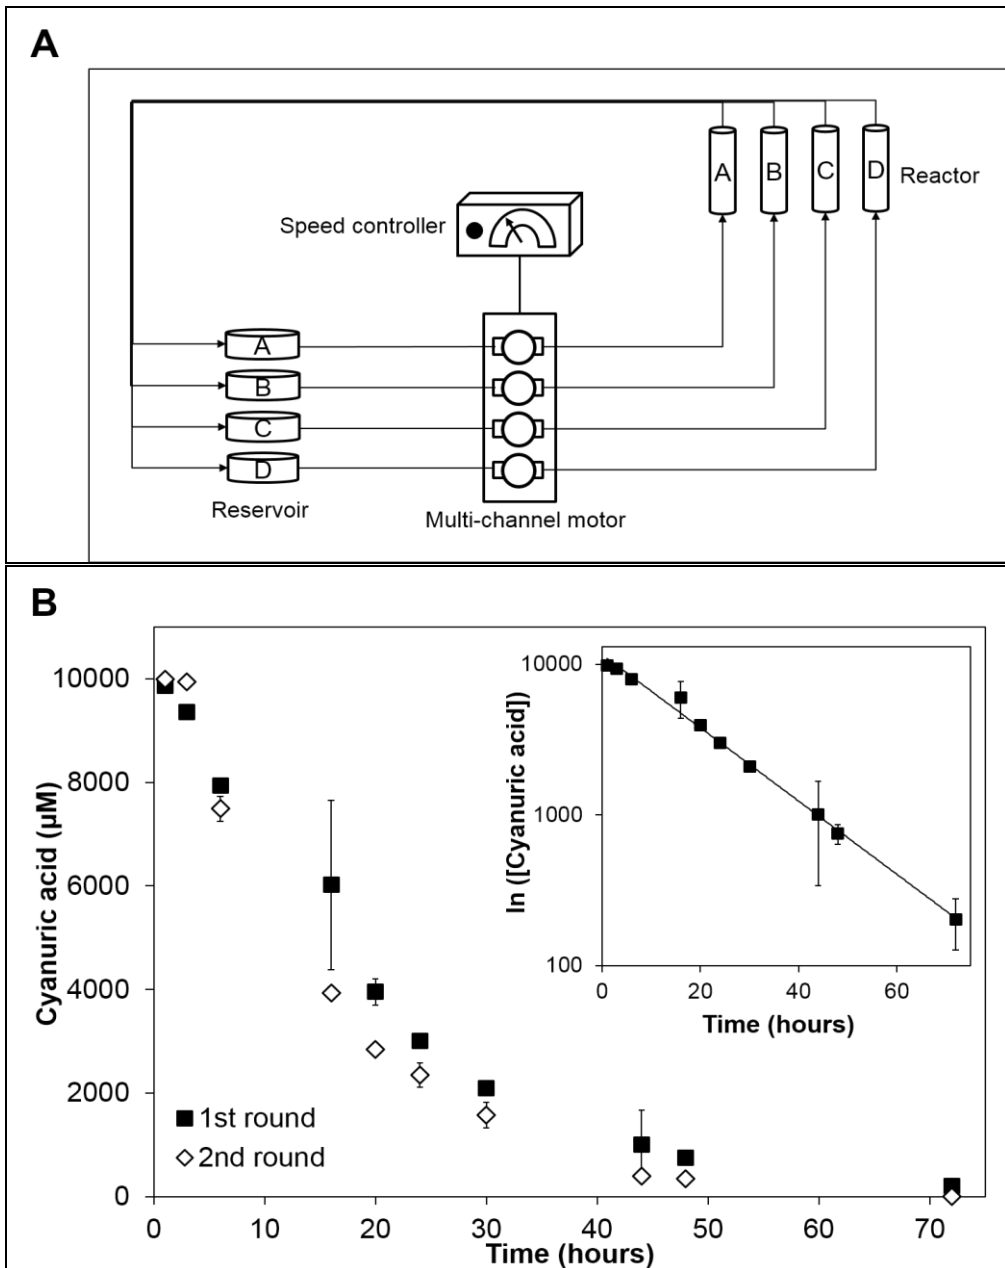 A
A
B
C
D
Reactor
Speed controller
A
B
C
D
Reservoir
Multi-channel motor
B
Cyanuric acid (µM)
10000
8000
6000
4000
2000
0
1st round
2nd round
0
10
20
30
40
50
60
70
Time (hours)
ln ([Cyanuric acid])
10000
1000
100
0
20
40
60
Time (hours)